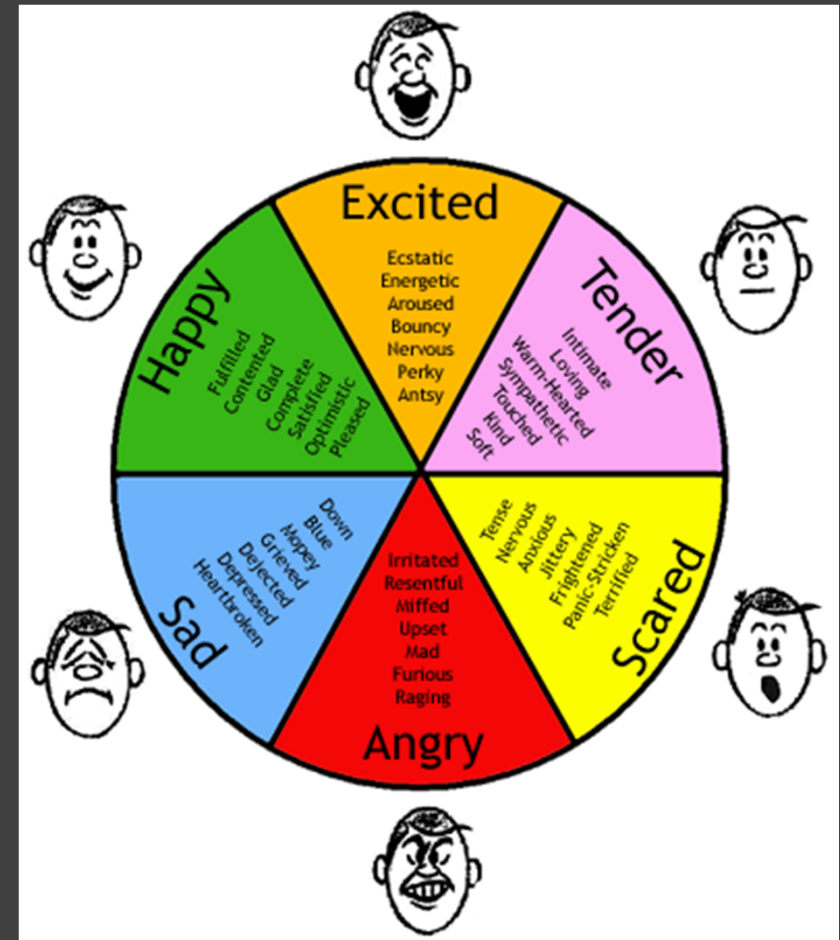 Excited
Ecstatic
Energetic
Aroused
Bouncy
Nervous
Perky
Antsy
Tender
Intimate
Loving
Warm-Hearted
Sympathetic
Touched
Kind
Soft
Scared
Tense
Nervous
Anxious
Jittery
Frightened
Panic-Stricken
Terrified
Angry
Irritated
Resentful
Miffed
Upset
Mad
Furious
Raging
Sad
Down
Blue
Mopey
Grieved
Dejected
Depressed
Heartbroken
Happy
Fulfilled
Contented
Glad
Complete
Satisfied
Optimistic
Pleased